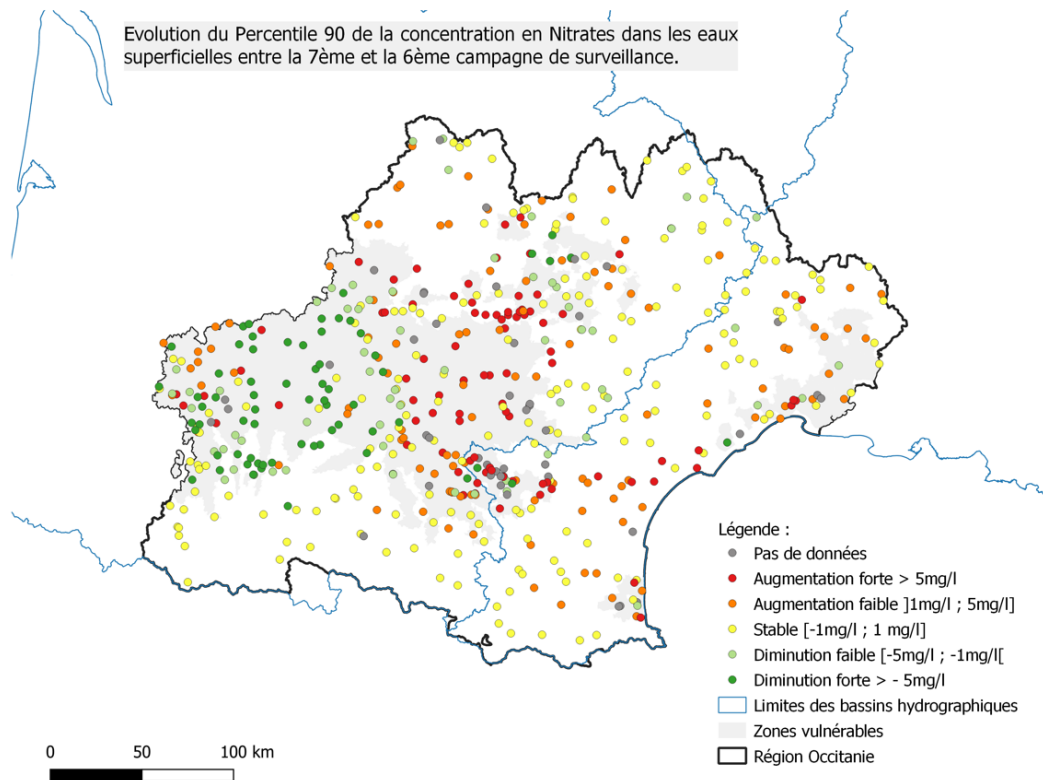 Evolution du Percentile 90 de la concentration en Nitrates dans les eaux
superficielles entre la 7ème et la 6ème campagne de surveillance.
Légende :
Pas de données
Augmentation forte > 5mg/l
Augmentation faible ]1mg/l ; 5mg/l]
Stable [-1mg/l ; 1 mg/l]
Diminution faible [-5mg/l ; -1mg/l[
Diminution forte > - 5mg/l
Limites des bassins hydrographiques
Zones vulnérables
Région Occitanie
0 50 100 km